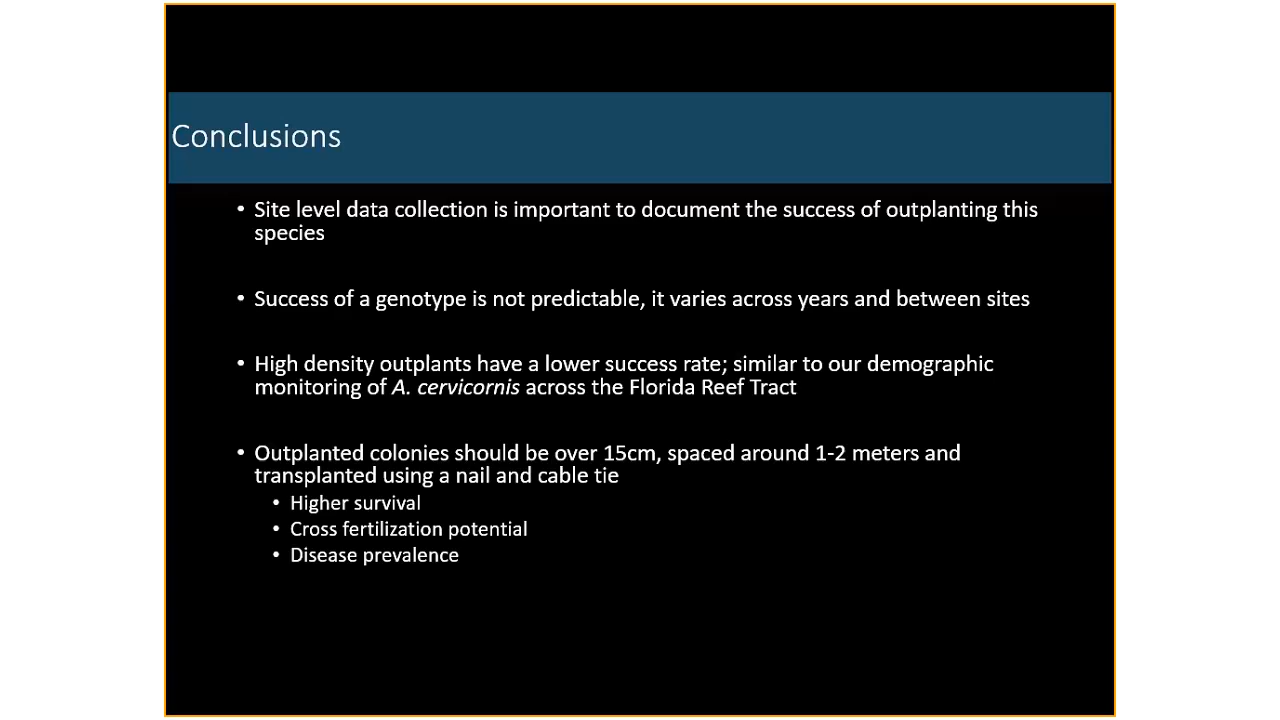 Conclusions
• Site level data collection is important to document the success of outplanting this
species
• Success of a genotype is not predictable, it varies across years and between sites
• High density outplants have a lower success rate; similar to our demographic
monitoring of A. cervicornis across the Florida Reef Tract
• Outplanted colonies should be over 15cm, spaced around 1-2 meters and
transplanted using a nail and cable tie
• Higher survival
• Cross fertilization potential
• Disease prevalence